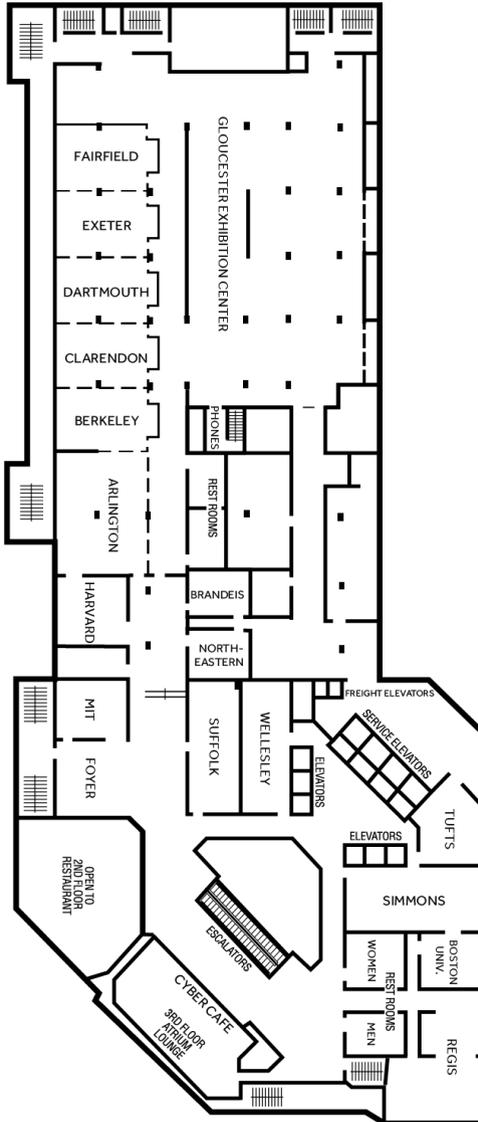 FAIRFIELD
EXETER
DARTMOUTH
CLARENDON
BERKELEY
GLOUCESTER EXHIBITION CENTER
PHONES
ARLINGTON
REST ROOMS
HARVARD
BRANDEIS
NORTH-
EASTERN
MIT
FOYER
SUFFOLK
WELLESLEY
ELEVATORS
FREIGHT ELEVATORS
SERVICE ELEVATORS
TUFTS
ELEVATORS
SIMMONS
OPEN TO
2ND FLOOR
RESTAURANT
ESCALATORS
CYBER CAFE
3RD FLOOR
ATRIUM
LOUNGE
WOMEN
REST ROOMS
MEN
BOSTON
UNIV.
REGIS